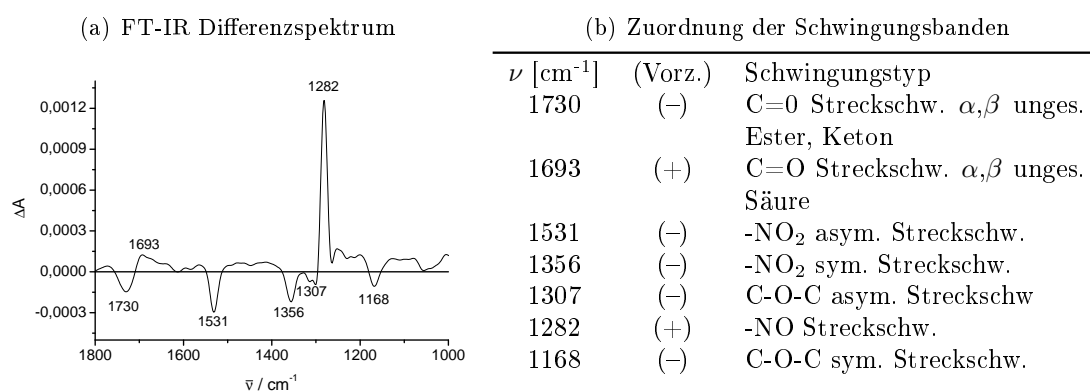 (a) FT-IR Differenzspektrum
1282
0,0012
0,0009
0,0006
0,0003
0,0000
-0,0003
ΔA
1693
1730
1531
1356
1307
1168
1800
1600
1400
1200
1000
ν̃ / cm⁻¹
(b) Zuordnung der Schwingungsbanden
ν [cm⁻¹] (Vorz.) Schwingungstyp
1730 (–) C=0 Streckschw. α,β unges.
Ester, Keton
1693 (+) C=O Streckschw. α,β unges.
Säure
1531 (–) -NO₂ asym. Streckschw.
1356 (–) -NO₂ sym. Streckschw.
1307 (–) C-O-C asym. Streckschw
1282 (+) -NO Streckschw.
1168 (–) C-O-C sym. Streckschw.